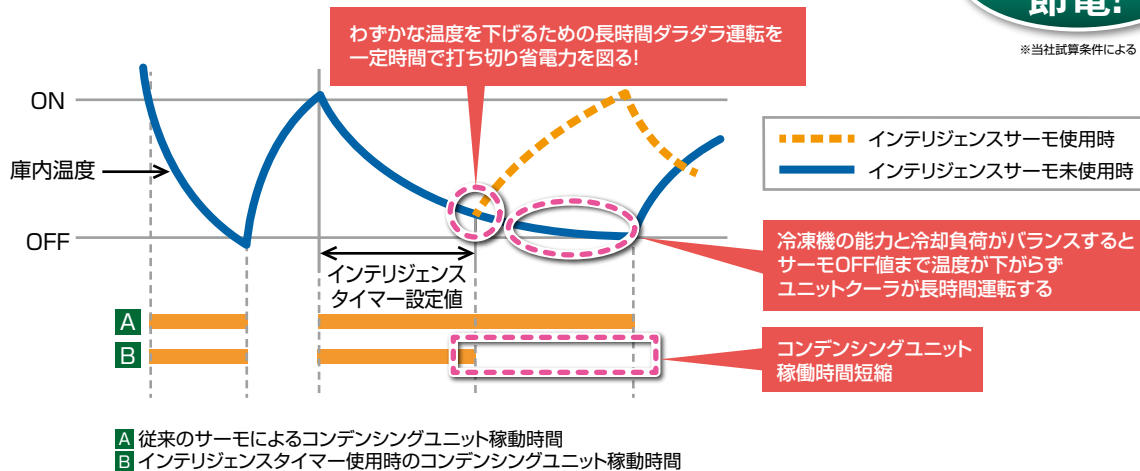 節電!
※当社試算条件による
わずかな温度を下げるための長時間ダラダラ運転を
一定時間で打ち切り省電力を図る!
ON
庫内温度
OFF
インテリジェンスサーモ使用時
インテリジェンスサーモ未使用時
冷凍機の能力と冷却負荷がバランスすると
サーモOFF値まで温度が下がらず
ユニットクーラが長時間運転する
インテリジェンス
タイマー設定値
A
B
コンデンシングユニット
稼働時間短縮
A 従来のサーモによるコンデンシングユニット稼動時間
B インテリジェンスタイマー使用時のコンデンシングユニット稼動時間